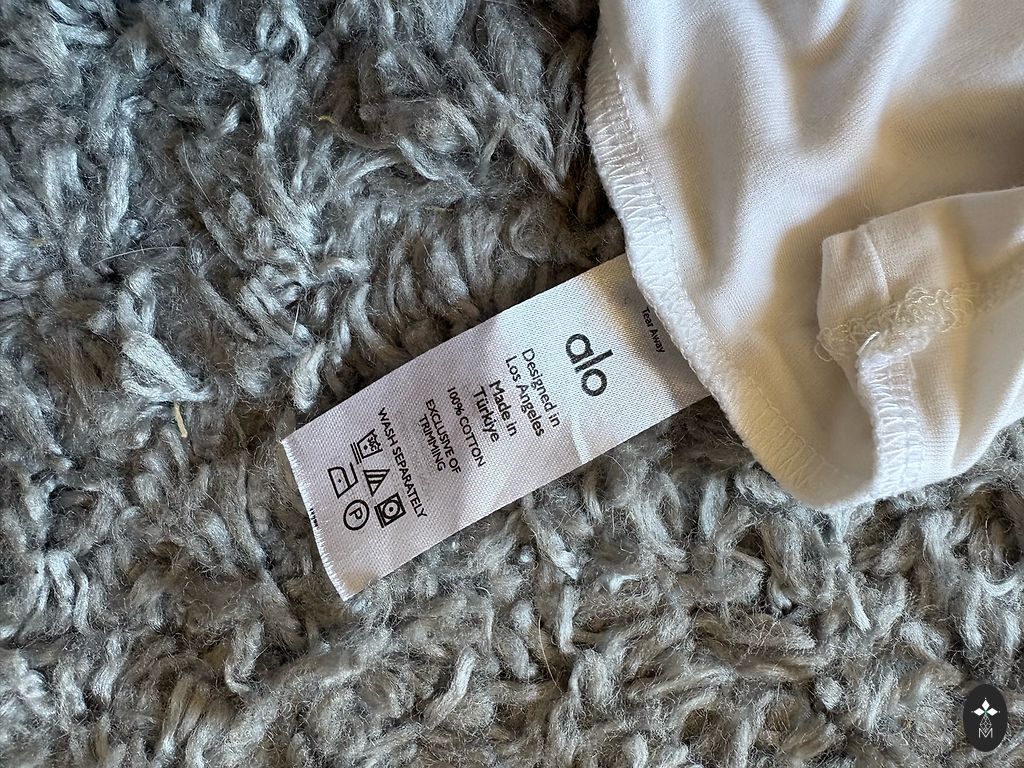 Tear Away
alo
Designed in
Los Angeles
Made in
Türkiye
100% COTTON
EXCLUSIVE OF
TRIMMING
WASH SEPARATELY
P